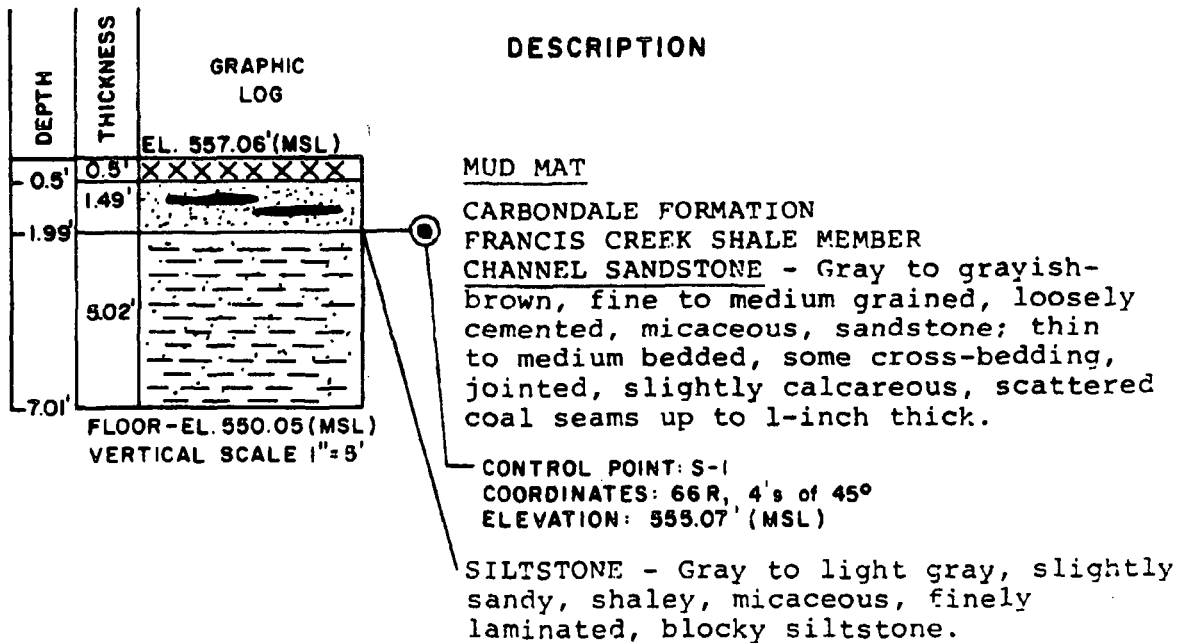 DESCRIPTION
DEPTH
THICKNESS
GRAPHIC
LOG
EL. 557.06'(MSL)
0.5'
0.5'
1.49'
1.99'
5.02'
7.01'
FLOOR-EL. 550.05(MSL)
VERTICAL SCALE 1"=5'
MUD MAT
CARBONDALE FORMATION
FRANCIS CREEK SHALE MEMBER
CHANNEL SANDSTONE - Gray to grayish-
brown, fine to medium grained, loosely
cemented, micaceous, sandstone; thin
to medium bedded, some cross-bedding,
jointed, slightly calcareous, scattered
coal seams up to 1-inch thick.
CONTROL POINT: S-1
COORDINATES: 66R, 4's of 45°
ELEVATION: 555.07' (MSL)
SILTSTONE - Gray to light gray, slightly
sandy, shaley, micaceous, finely
laminated, blocky siltstone.